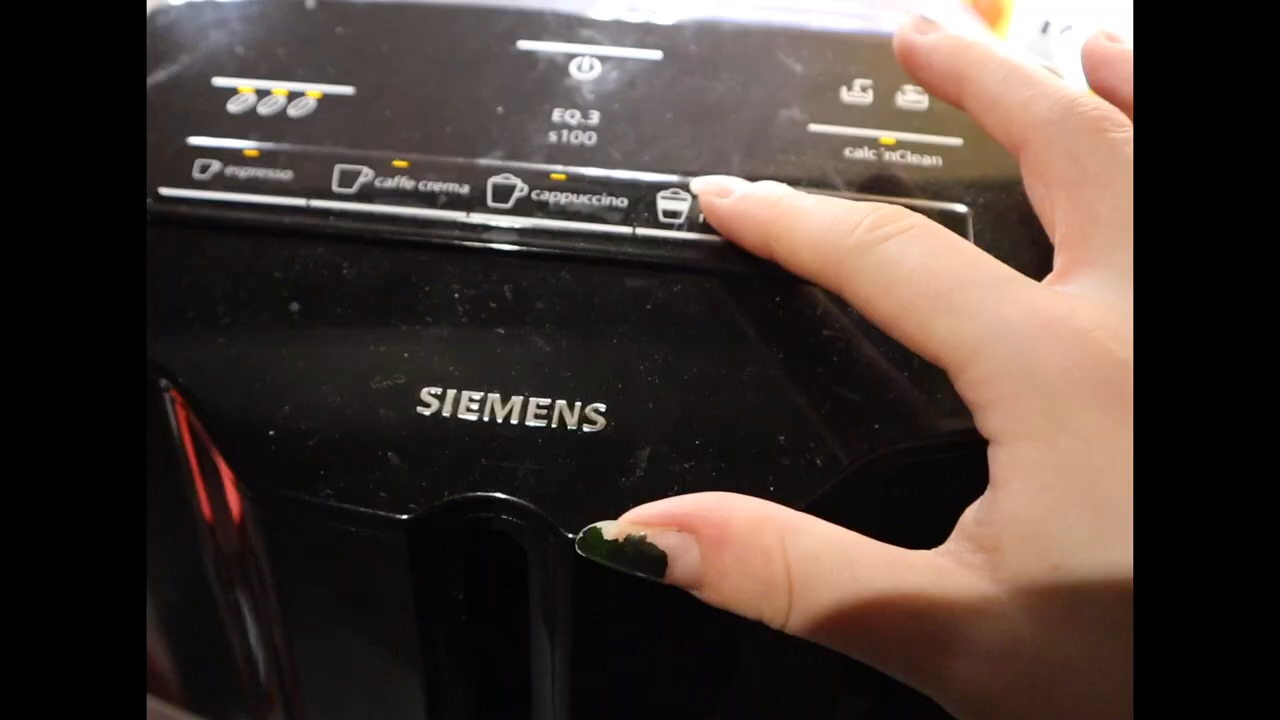 EQ.3
s100
calc'nClean
espresso
caffe crema
cappuccino
SIEMENS